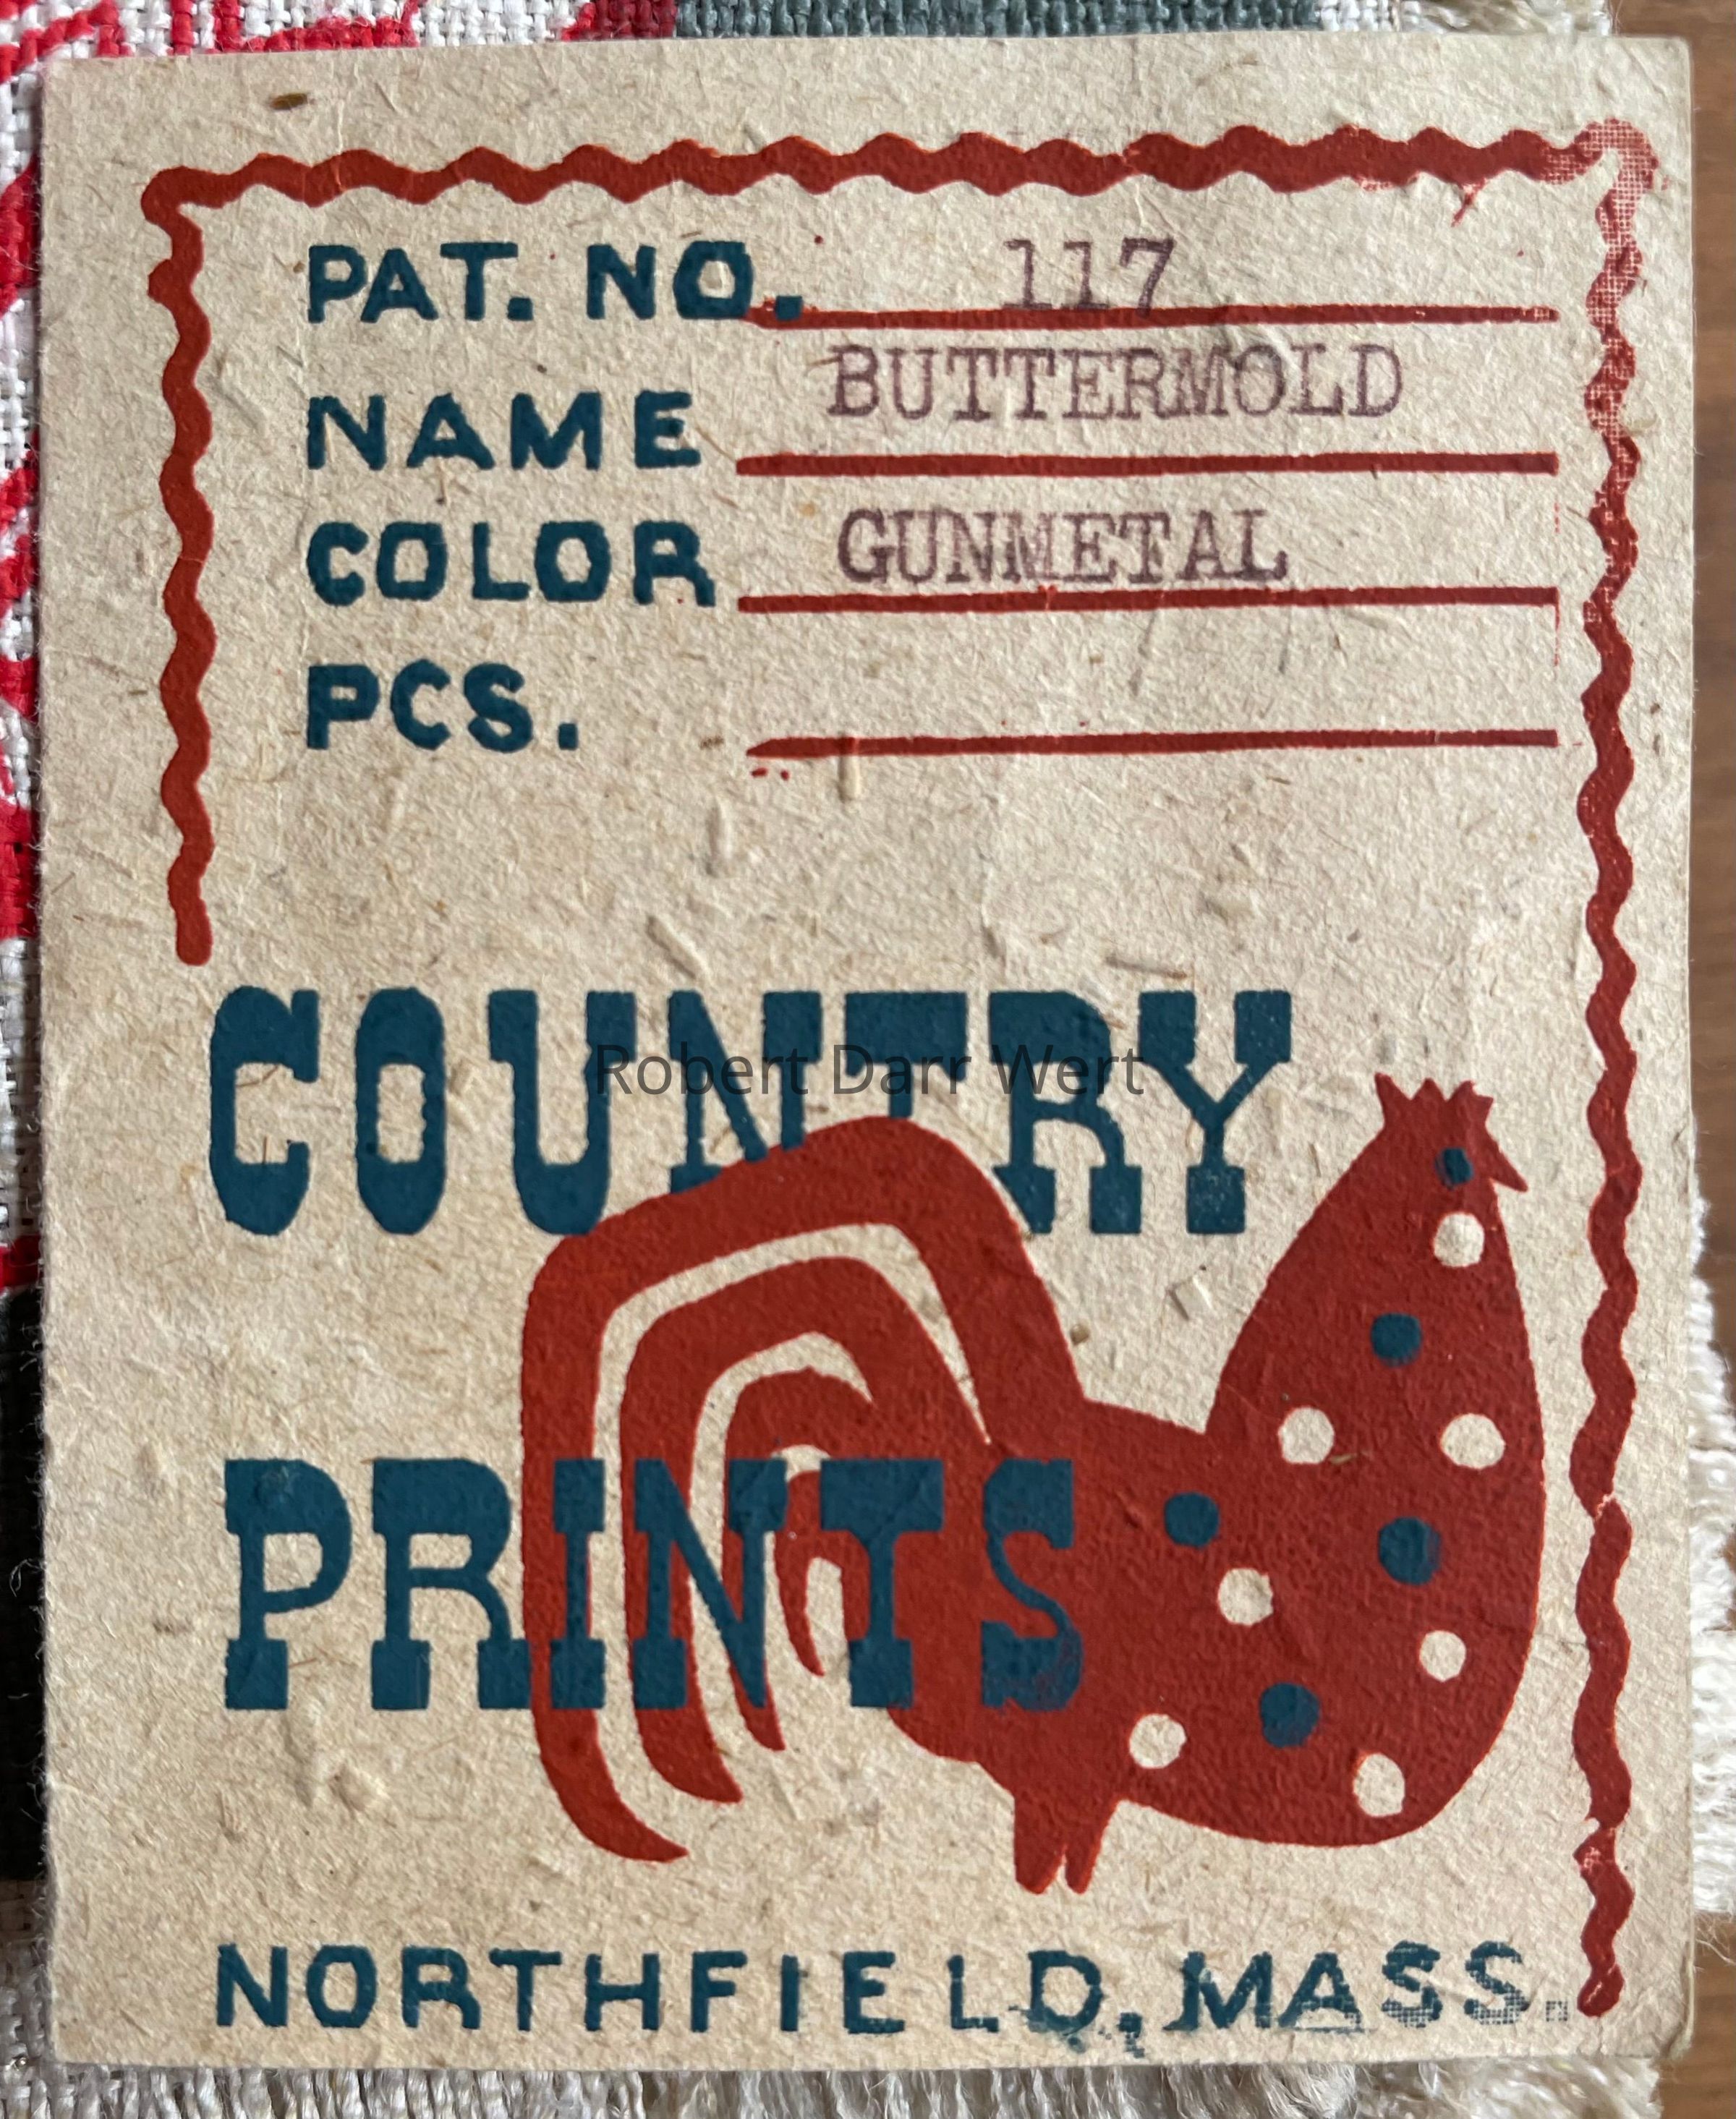 PAT. NO. 117
NAME BUTTERMOLD
COLOR GUNMETAL
PCS.
COUNTRY
Robert Darr Wert
PRINTS
NORTHFIELD, MASS.